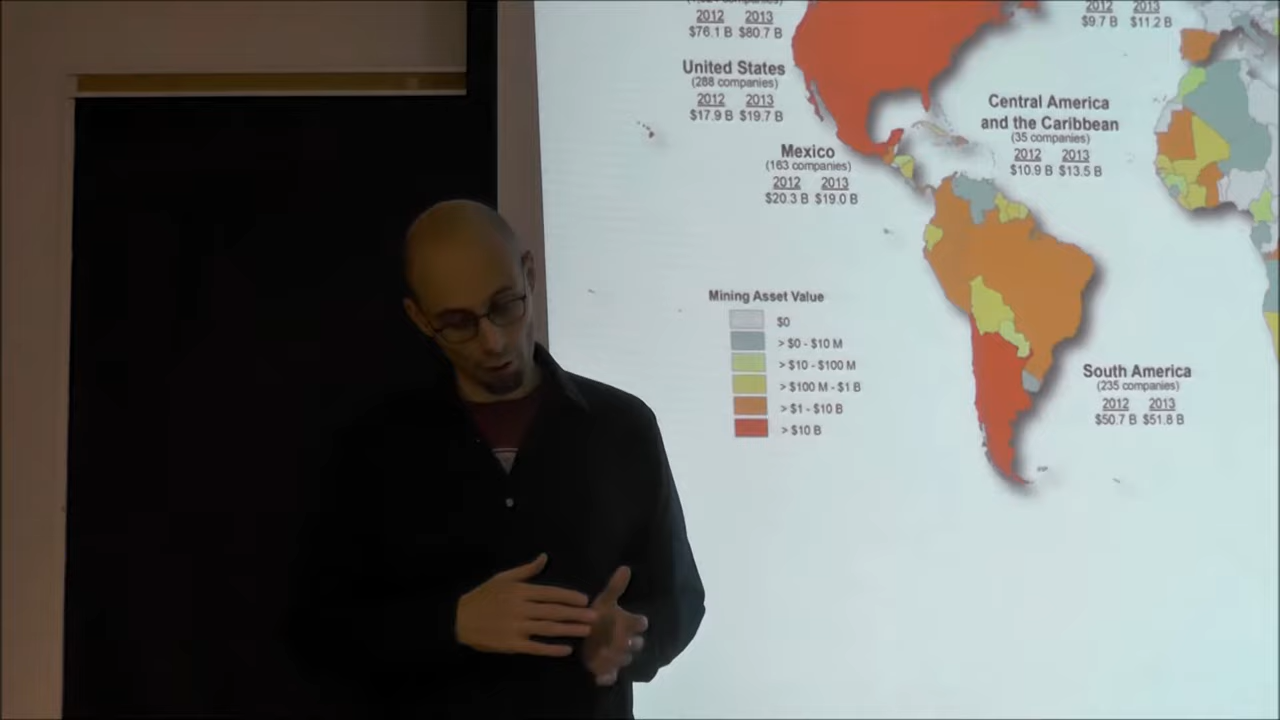 2012 2013
$76.1 B $80.7 B
United States
(288 companies)
2012 2013
$17.9 B $19.7 B
Mexico
(163 companies)
2012 2013
$20.3 B $19.0 B
2012 2013
$9.7 B $11.2 B
Central America
and the Caribbean
(35 companies)
2012 2013
$10.9 B $13.5 B
Mining Asset Value
$0
> $0 - $10 M
> $10 - $100 M
> $100 M - $1 B
> $1 - $10 B
> $10 B
South America
(235 companies)
2012 2013
$50.7 B $51.8 B